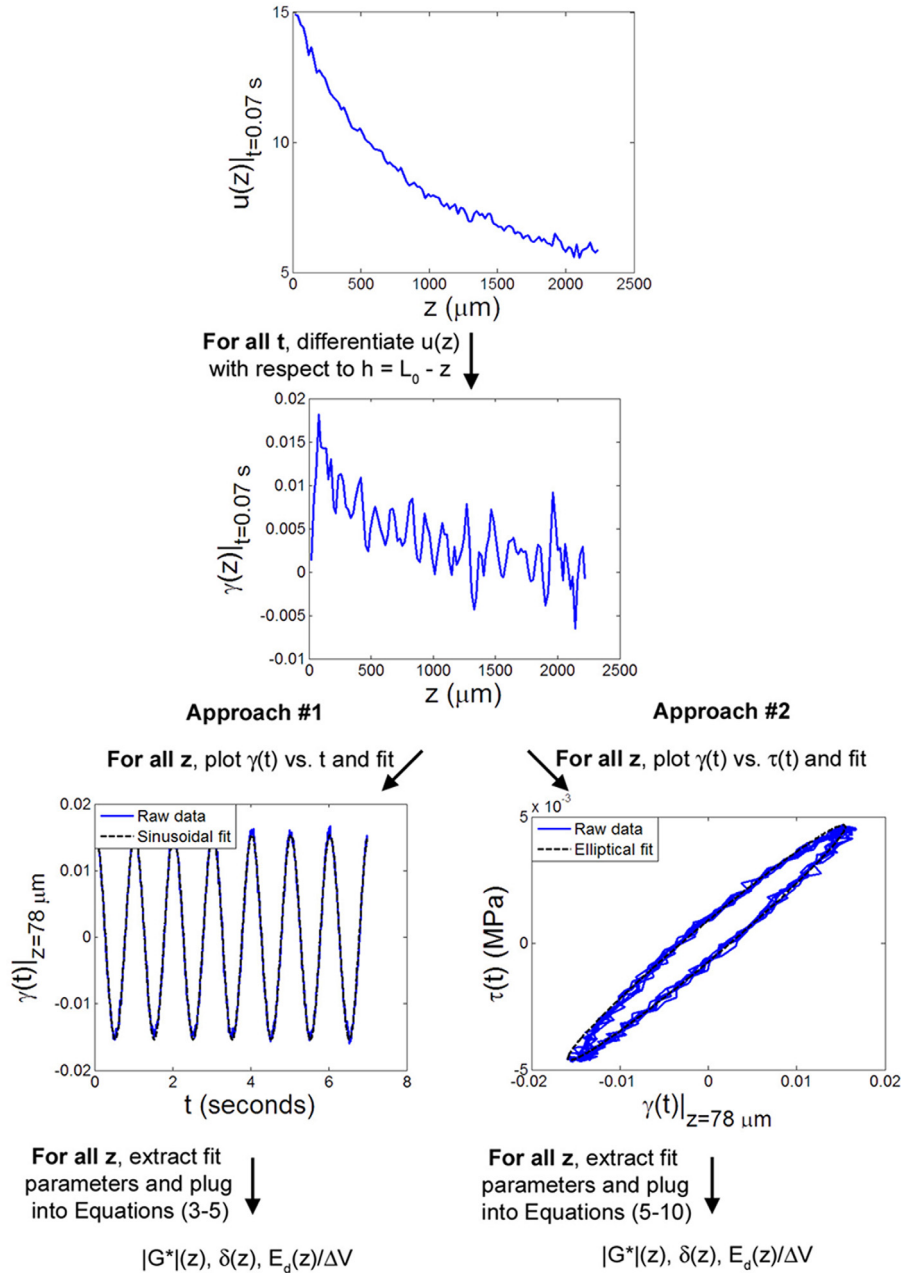 15
10
5
u(z)|t=0.07 s
0 500 1000 1500 2000 2500
z (μm)
For all t, differentiate u(z)
with respect to h = L0 - z
0.02
0.015
0.01
0.005
0
-0.005
-0.01
γ(z)|t=0.07 s
0 500 1000 1500 2000 2500
z (μm)
Approach #1
For all z, plot γ(t) vs. t and fit
0.02
0.01
0
-0.01
-0.02
Raw data
Sinusoidal fit
γ(t)|z=78 μm
0 2 4 6 8
t (seconds)
For all z, extract fit
parameters and plug
into Equations (3-5)
|G*|(z), δ(z), Ed(z)/ΔV
Approach #2
For all z, plot γ(t) vs. τ(t) and fit
5 x 10-3
0
-5
Raw data
Elliptical fit
τ(t) (MPa)
-0.02 -0.01 0 0.01 0.02
γ(t)|z=78 μm
For all z, extract fit
parameters and plug
into Equations (5-10)
|G*|(z), δ(z), Ed(z)/ΔV